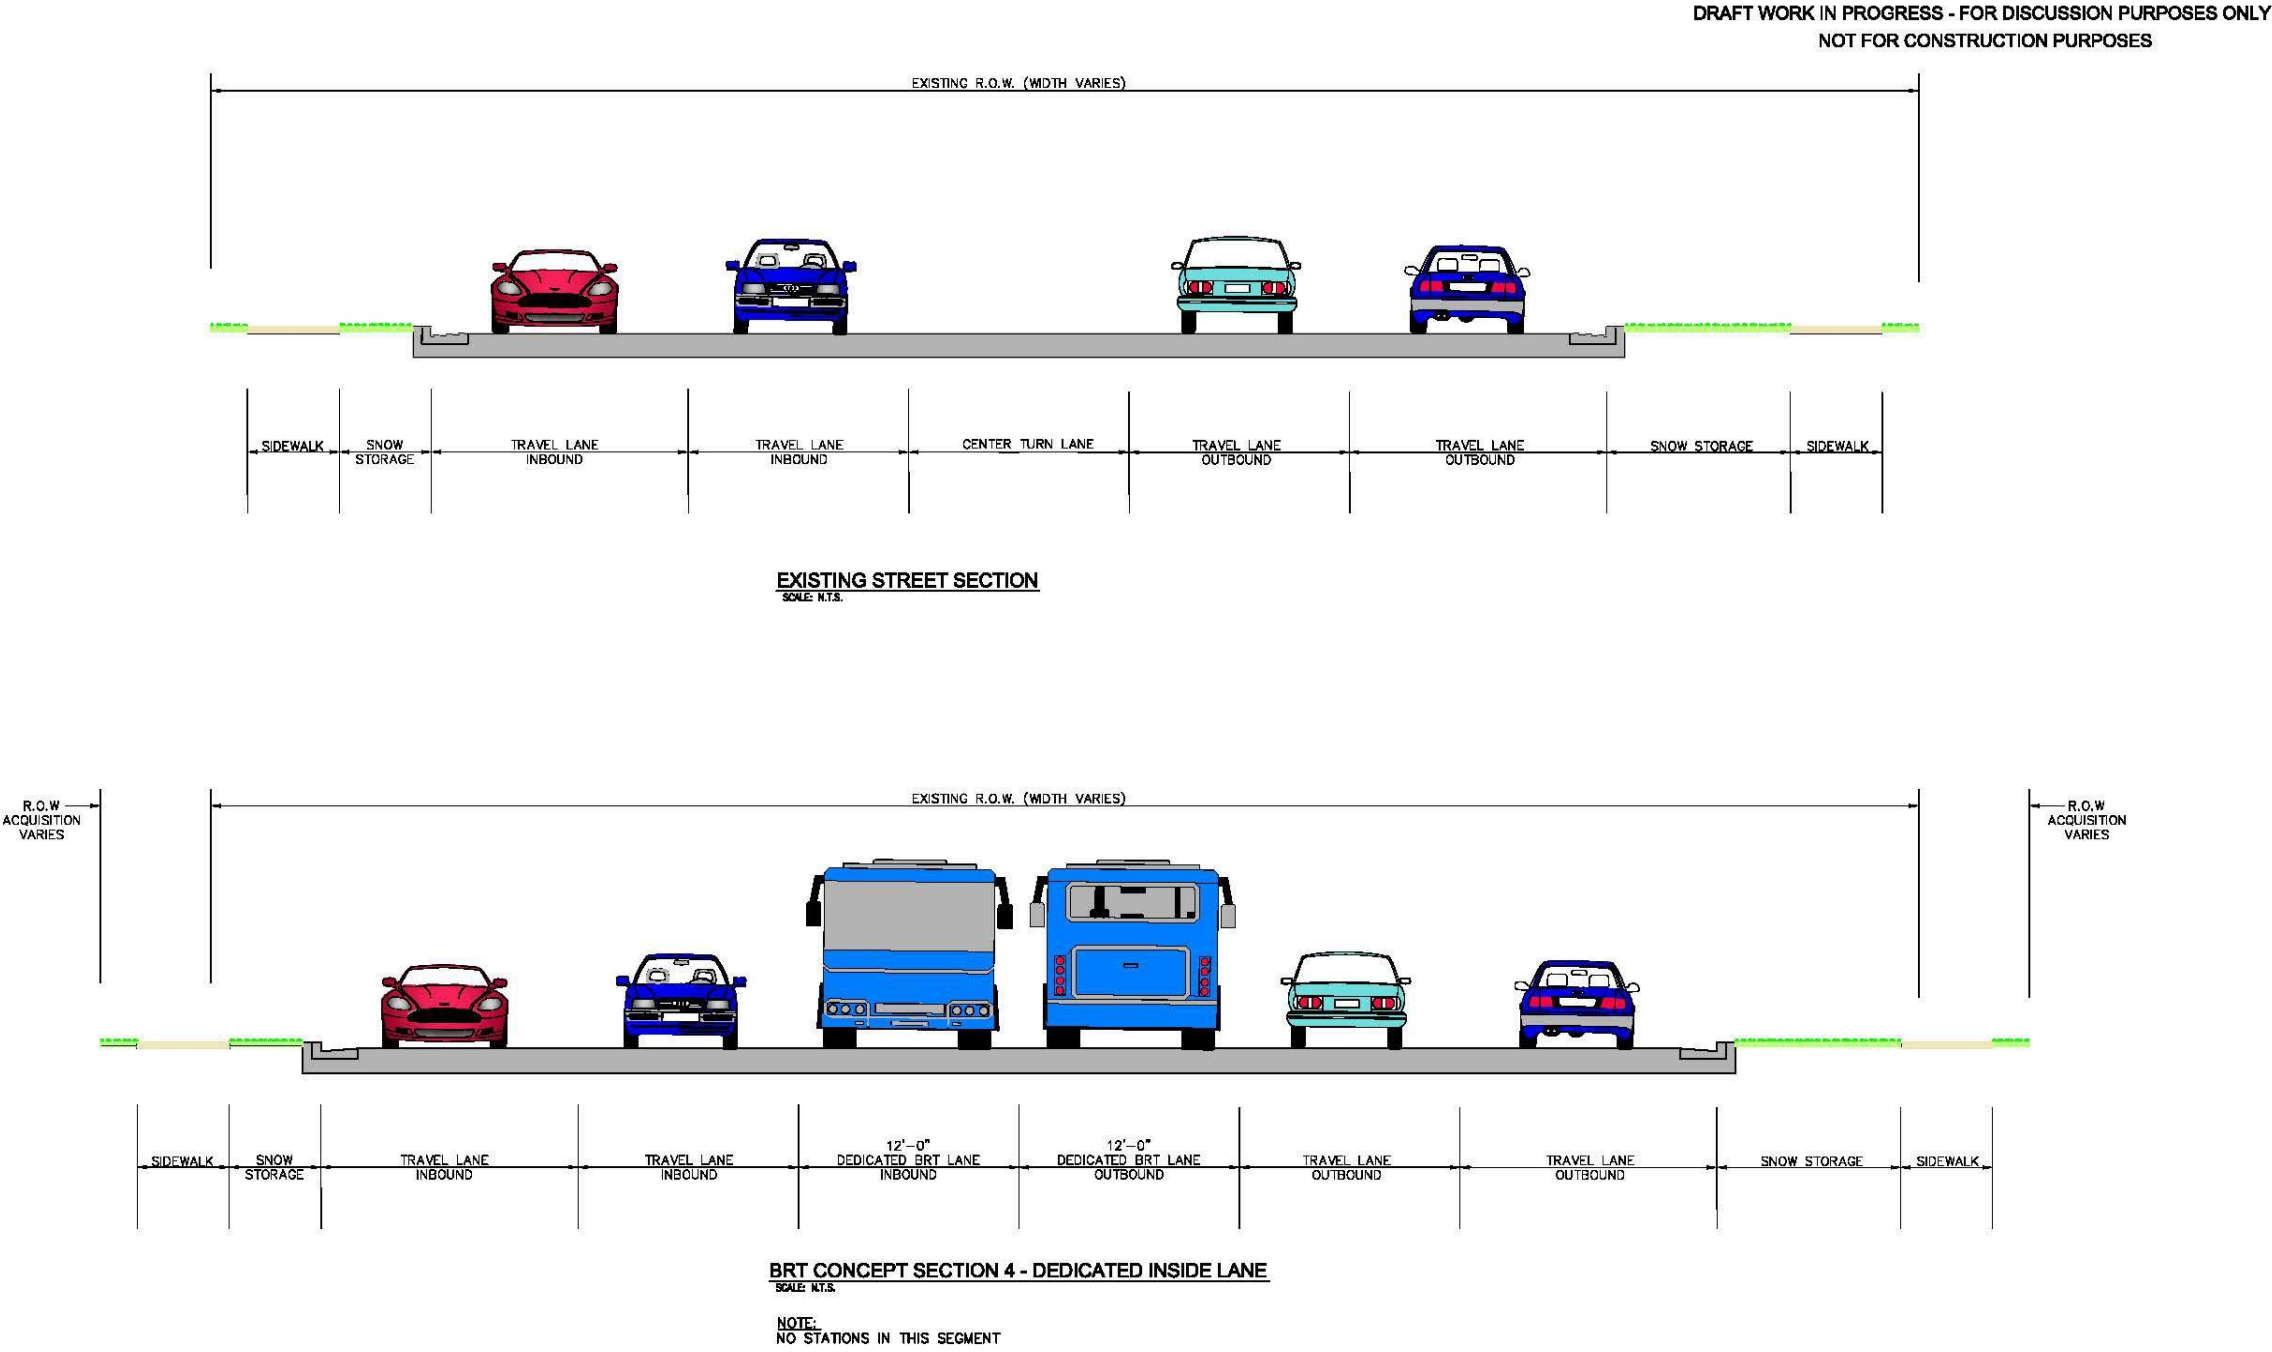 DRAFT WORK IN PROGRESS - FOR DISCUSSION PURPOSES ONLY
NOT FOR CONSTRUCTION PURPOSES
EXISTING R.O.W. (WIDTH VARIES)
SIDEWALK
SNOW
STORAGE
TRAVEL LANE
INBOUND
TRAVEL LANE
INBOUND
CENTER TURN LANE
TRAVEL LANE
OUTBOUND
TRAVEL LANE
OUTBOUND
SNOW STORAGE
SIDEWALK
EXISTING STREET SECTION
SCALE: N.T.S.
R.O.W
ACQUISITION
VARIES
EXISTING R.O.W. (WIDTH VARIES)
R.O.W
ACQUISITION
VARIES
SIDEWALK
SNOW
STORAGE
TRAVEL LANE
INBOUND
TRAVEL LANE
INBOUND
12'-0"
DEDICATED BRT LANE
INBOUND
12'-0"
DEDICATED BRT LANE
OUTBOUND
TRAVEL LANE
OUTBOUND
TRAVEL LANE
OUTBOUND
SNOW STORAGE
SIDEWALK
BRT CONCEPT SECTION 4 - DEDICATED INSIDE LANE
SCALE: N.T.S.
NOTE:
NO STATIONS IN THIS SEGMENT